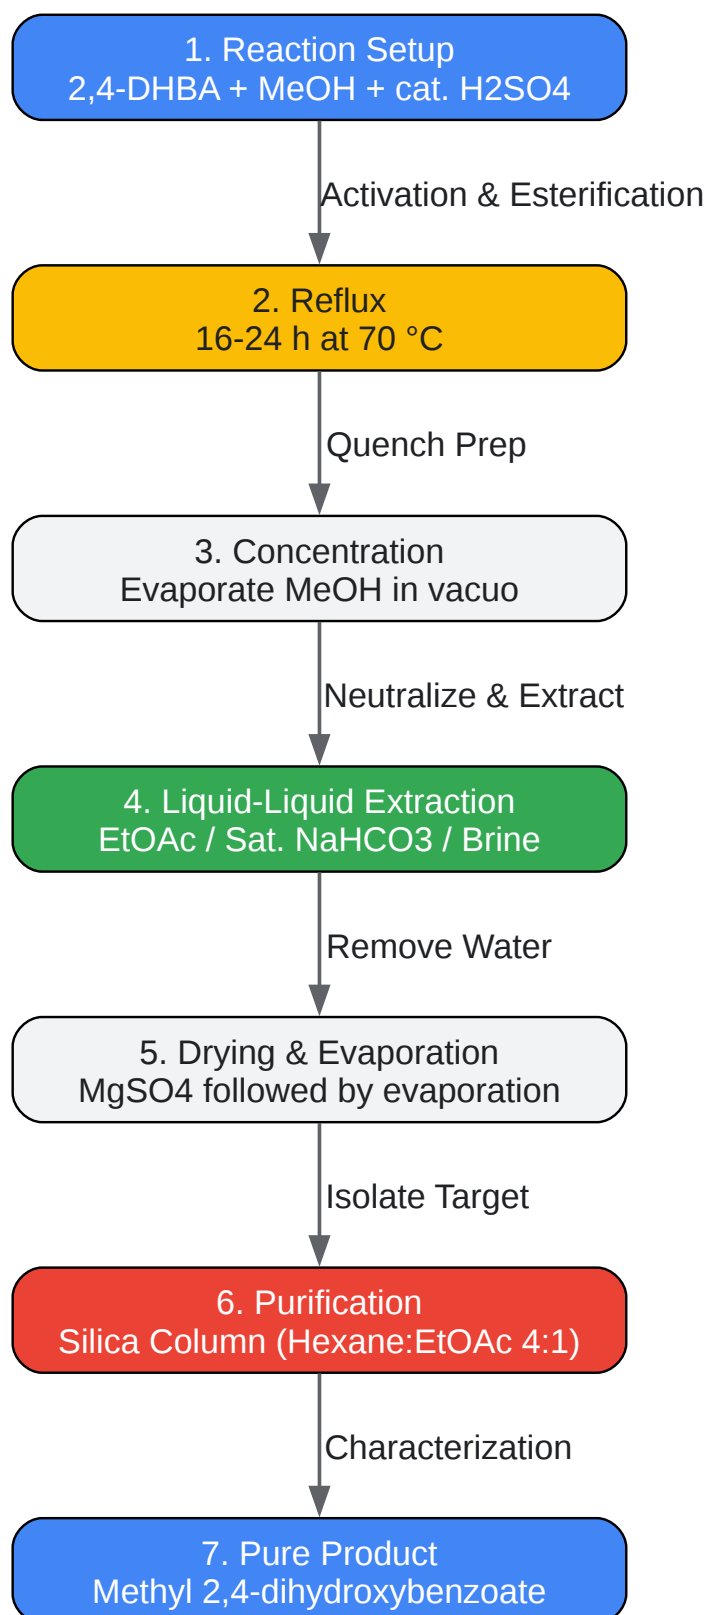 1. Reaction Setup
2,4-DHBA + MeOH + cat. H2SO4
Activation & Esterification
2. Reflux
16-24 h at 70 °C
Quench Prep
3. Concentration
Evaporate MeOH in vacuo
Neutralize & Extract
4. Liquid-Liquid Extraction
EtOAc / Sat. NaHCO3 / Brine
Remove Water
5. Drying & Evaporation
MgSO4 followed by evaporation
Isolate Target
6. Purification
Silica Column (Hexane:EtOAc 4:1)
Characterization
7. Pure Product
Methyl 2,4-dihydroxybenzoate